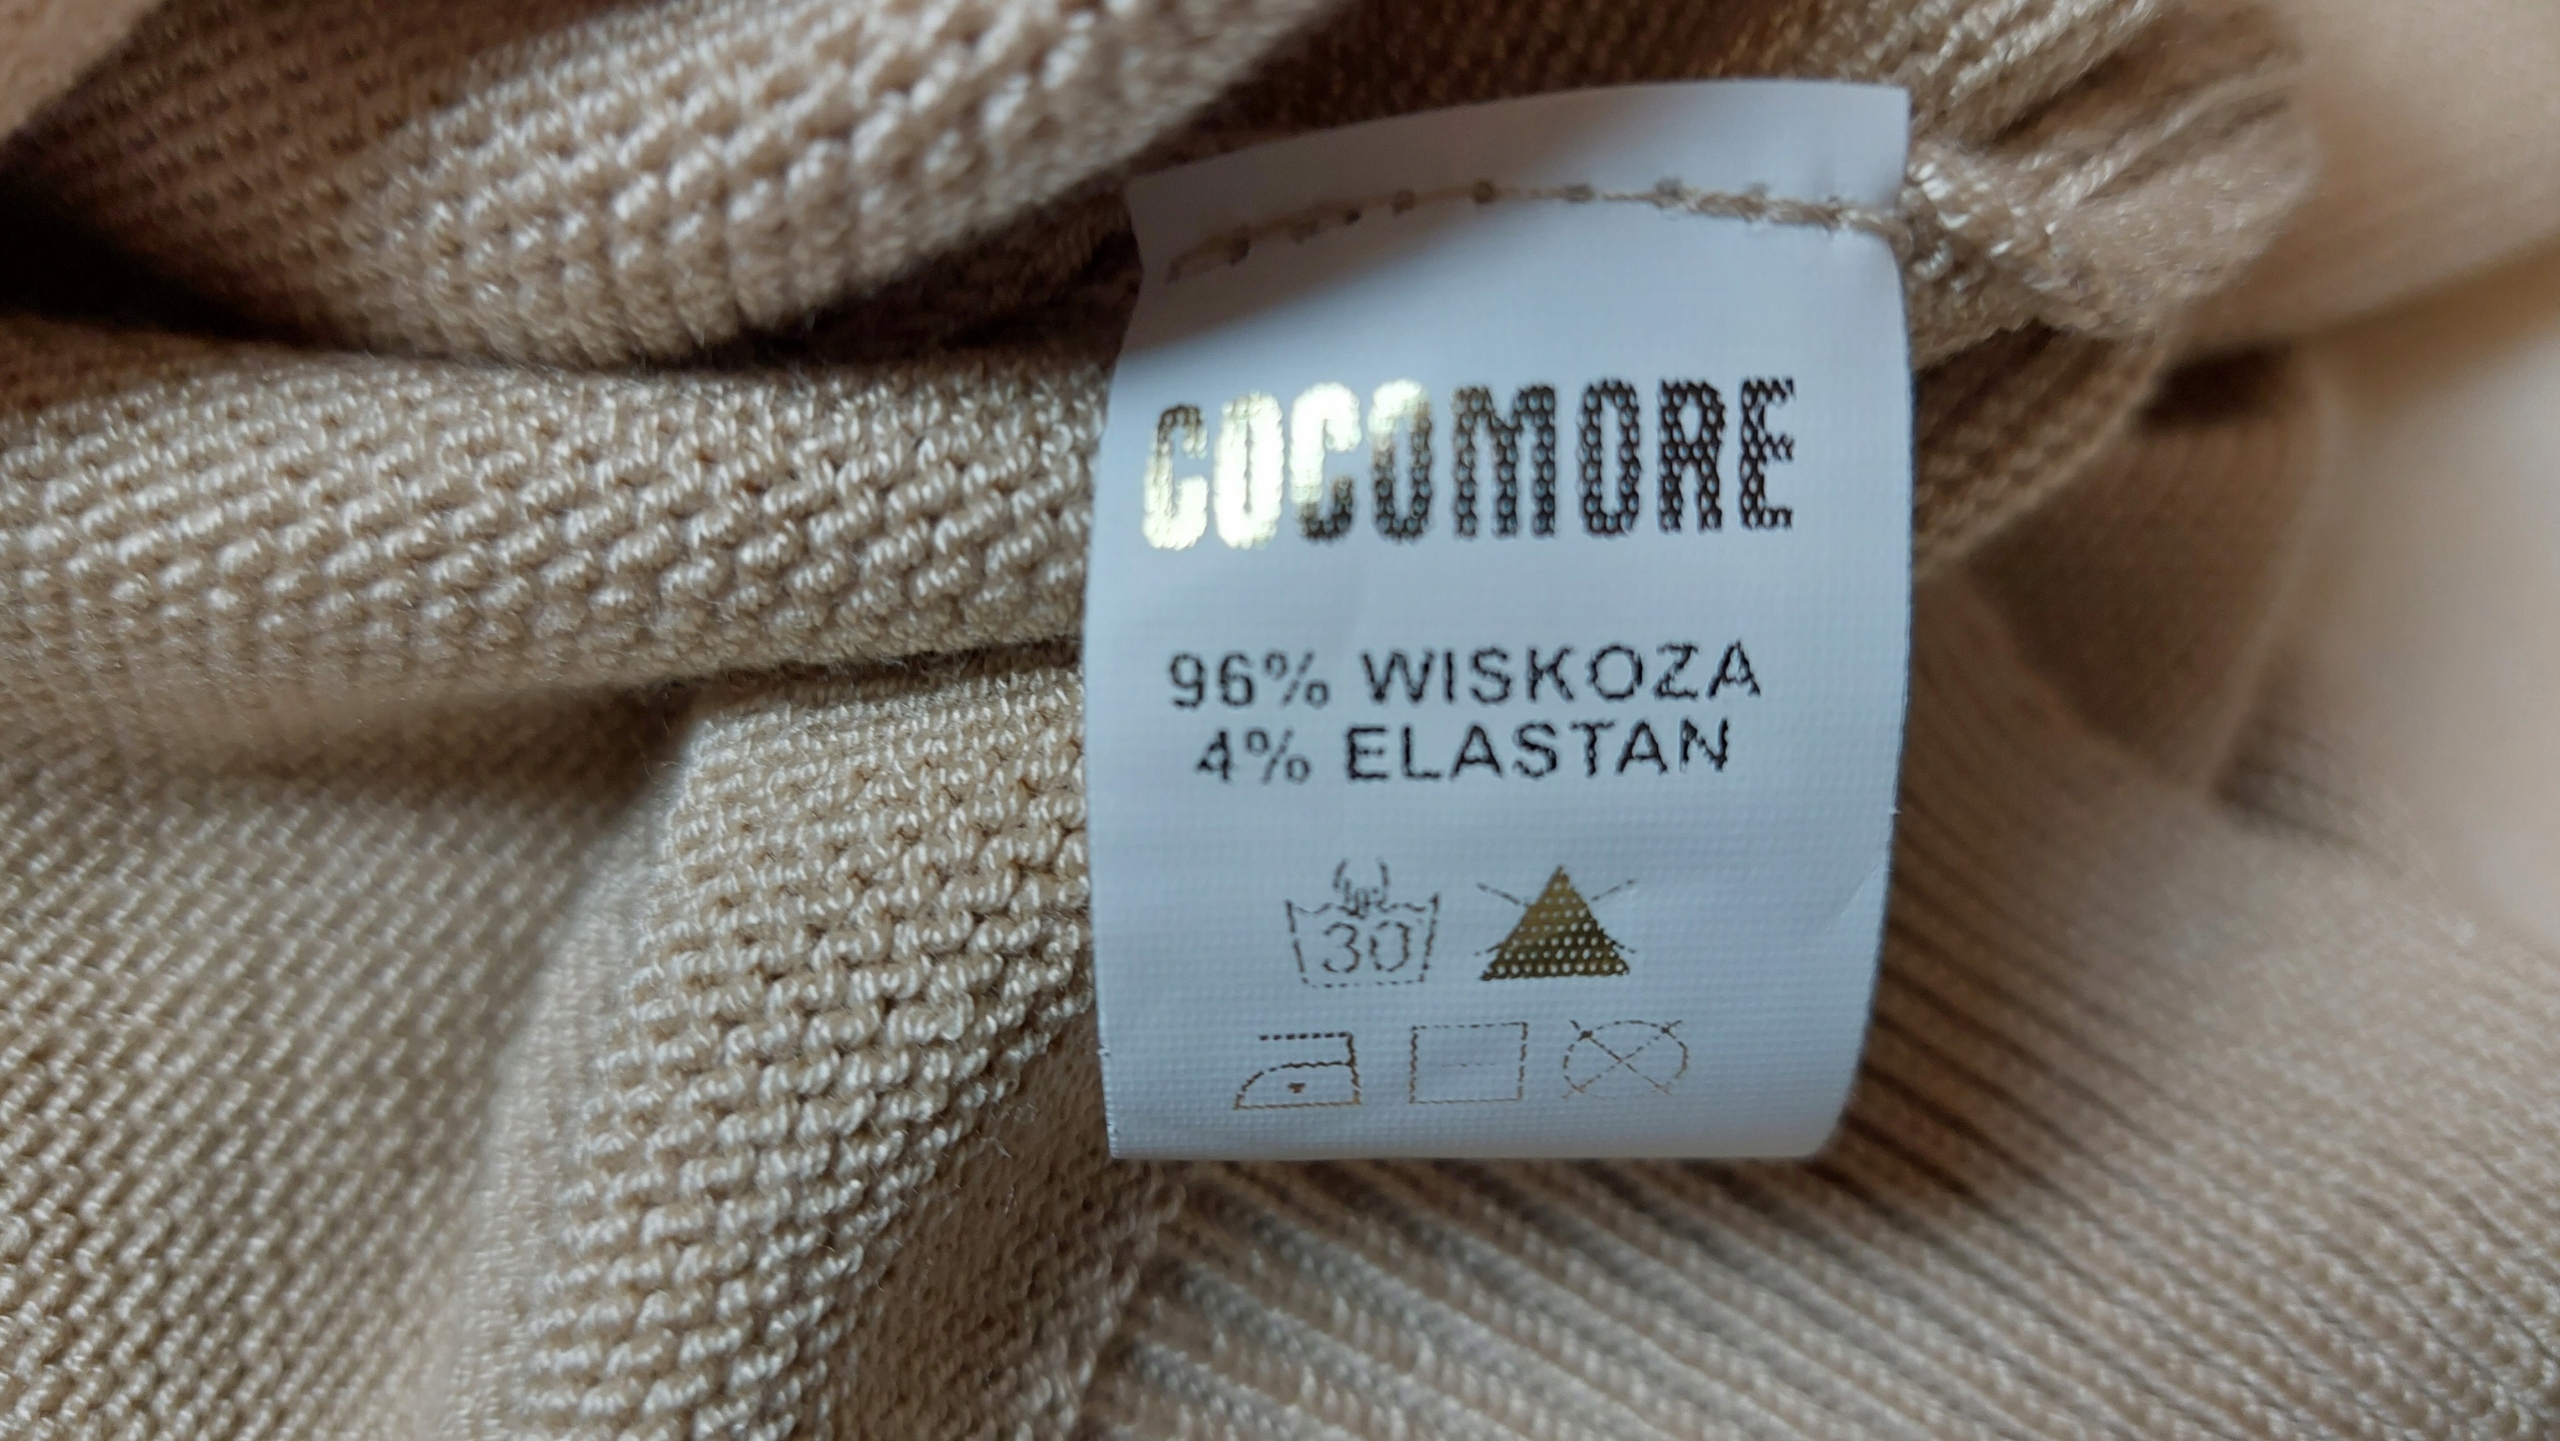 COCOMORE
96% WISKOZA
4% ELASTAN
30